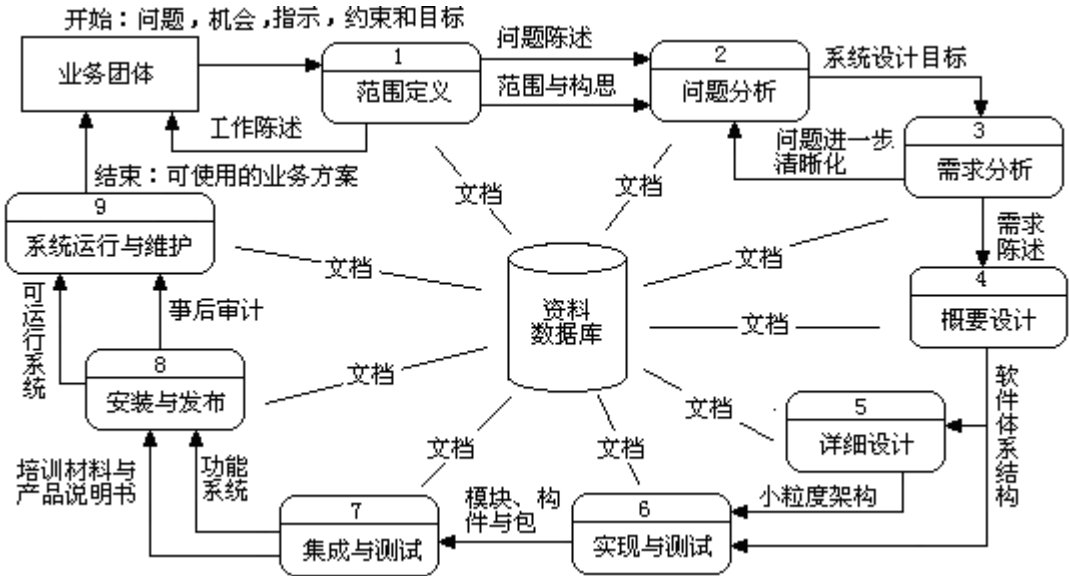 开始：问题，机会，指示，约束和目标
业务团体
1
范围定义
问题陈述
范围与构思
2
问题分析
系统设计目标
工作陈述
问题进一步
清晰化
3
需求分析
结束：可使用的业务方案
文档
文档
9
系统运行与维护
文档
文档
需求
陈述
可运行系统
事后审计
资料
数据库
文档
4
概要设计
8
安装与发布
文档
文档
5
详细设计
软件体系结构
培训材料与
产品说明书
功能
系统
文档
文档
小粒度架构
7
集成与测试
模块、构
件与包
6
实现与测试